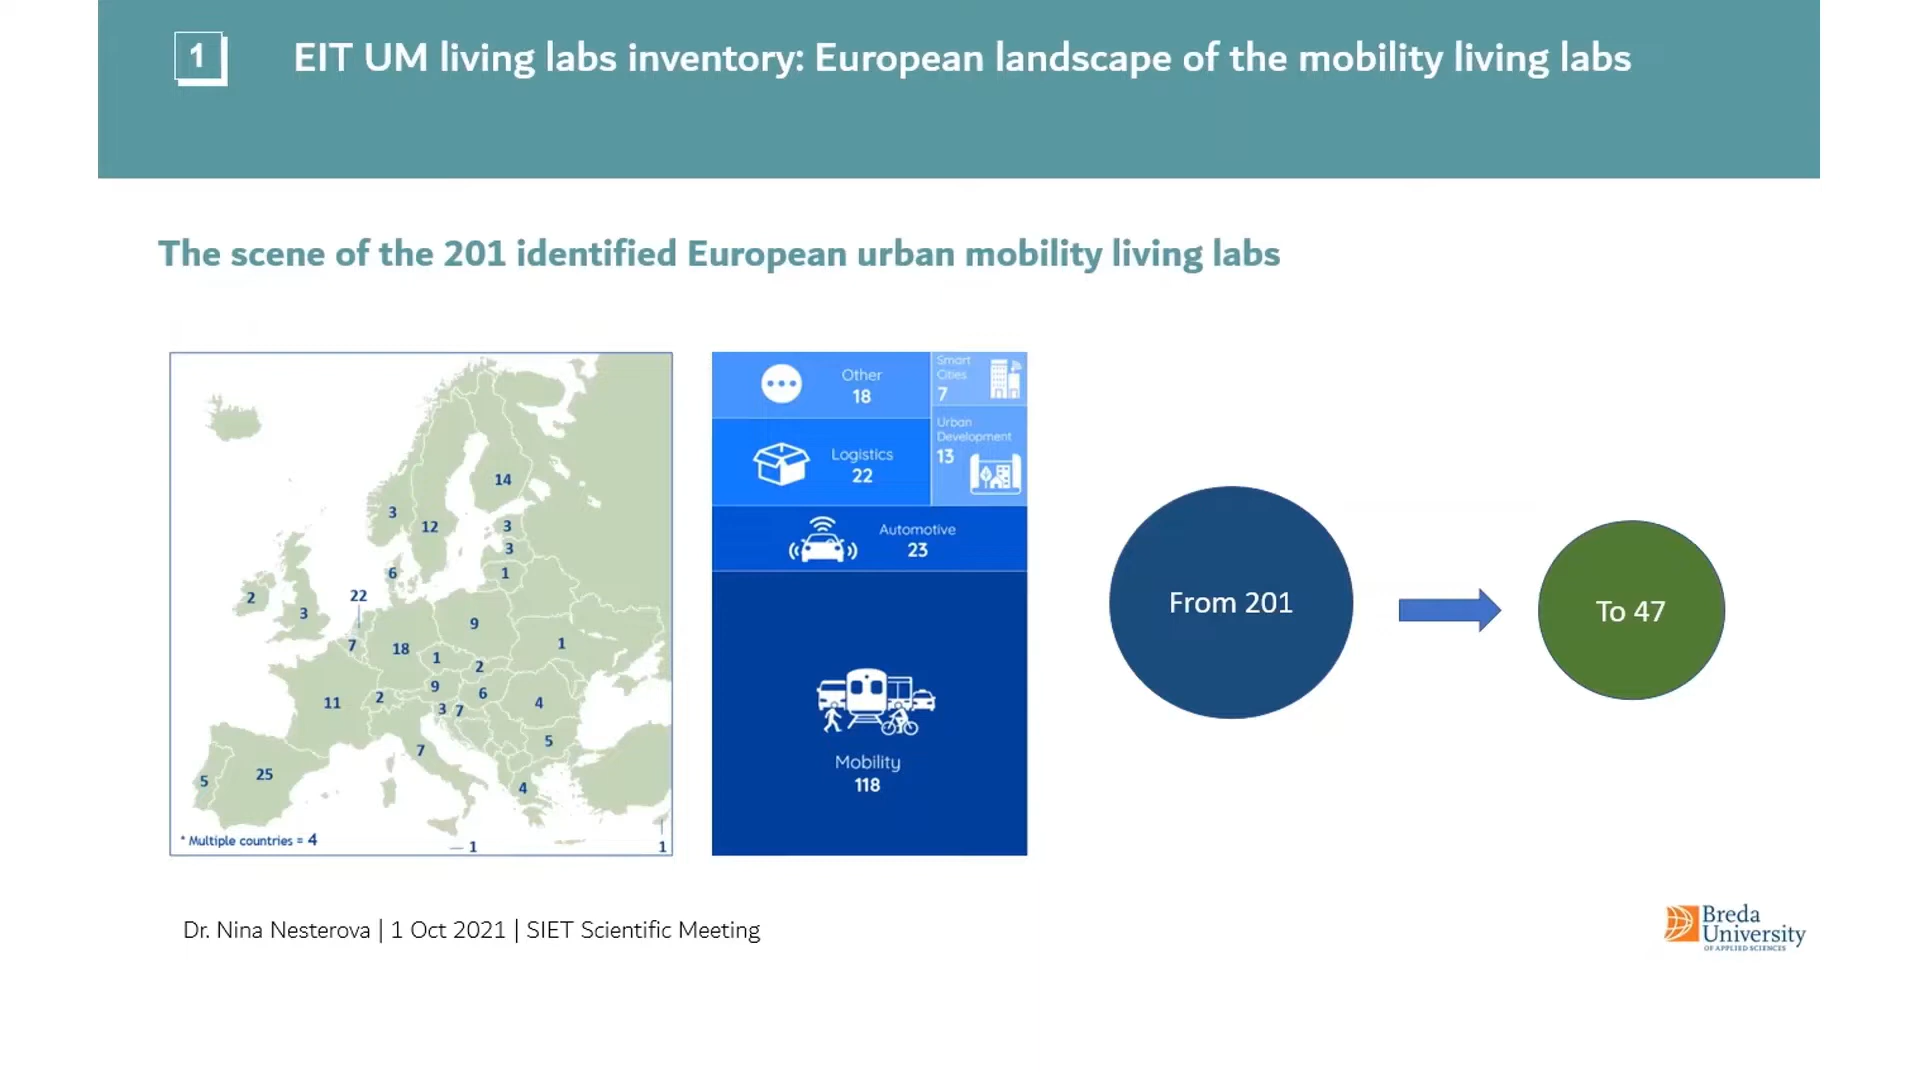 1
EIT UM living labs inventory: European landscape of the mobility living labs
The scene of the 201 identified European urban mobility living labs
14
3
12
3
3
6
1
2
22
3
9
7
18
1
1
2
9
6
2
11
3
7
4
5
7
25
5
4
* Multiple countries = 4
1
1
Other
18
Smart
Cities
7
Logistics
22
Urban
Development
13
Automotive
23
Mobility
118
From 201
To 47
Dr. Nina Nesterova | 1 Oct 2021 | SIET Scientific Meeting
Breda
University
OF APPLIED SCIENCES